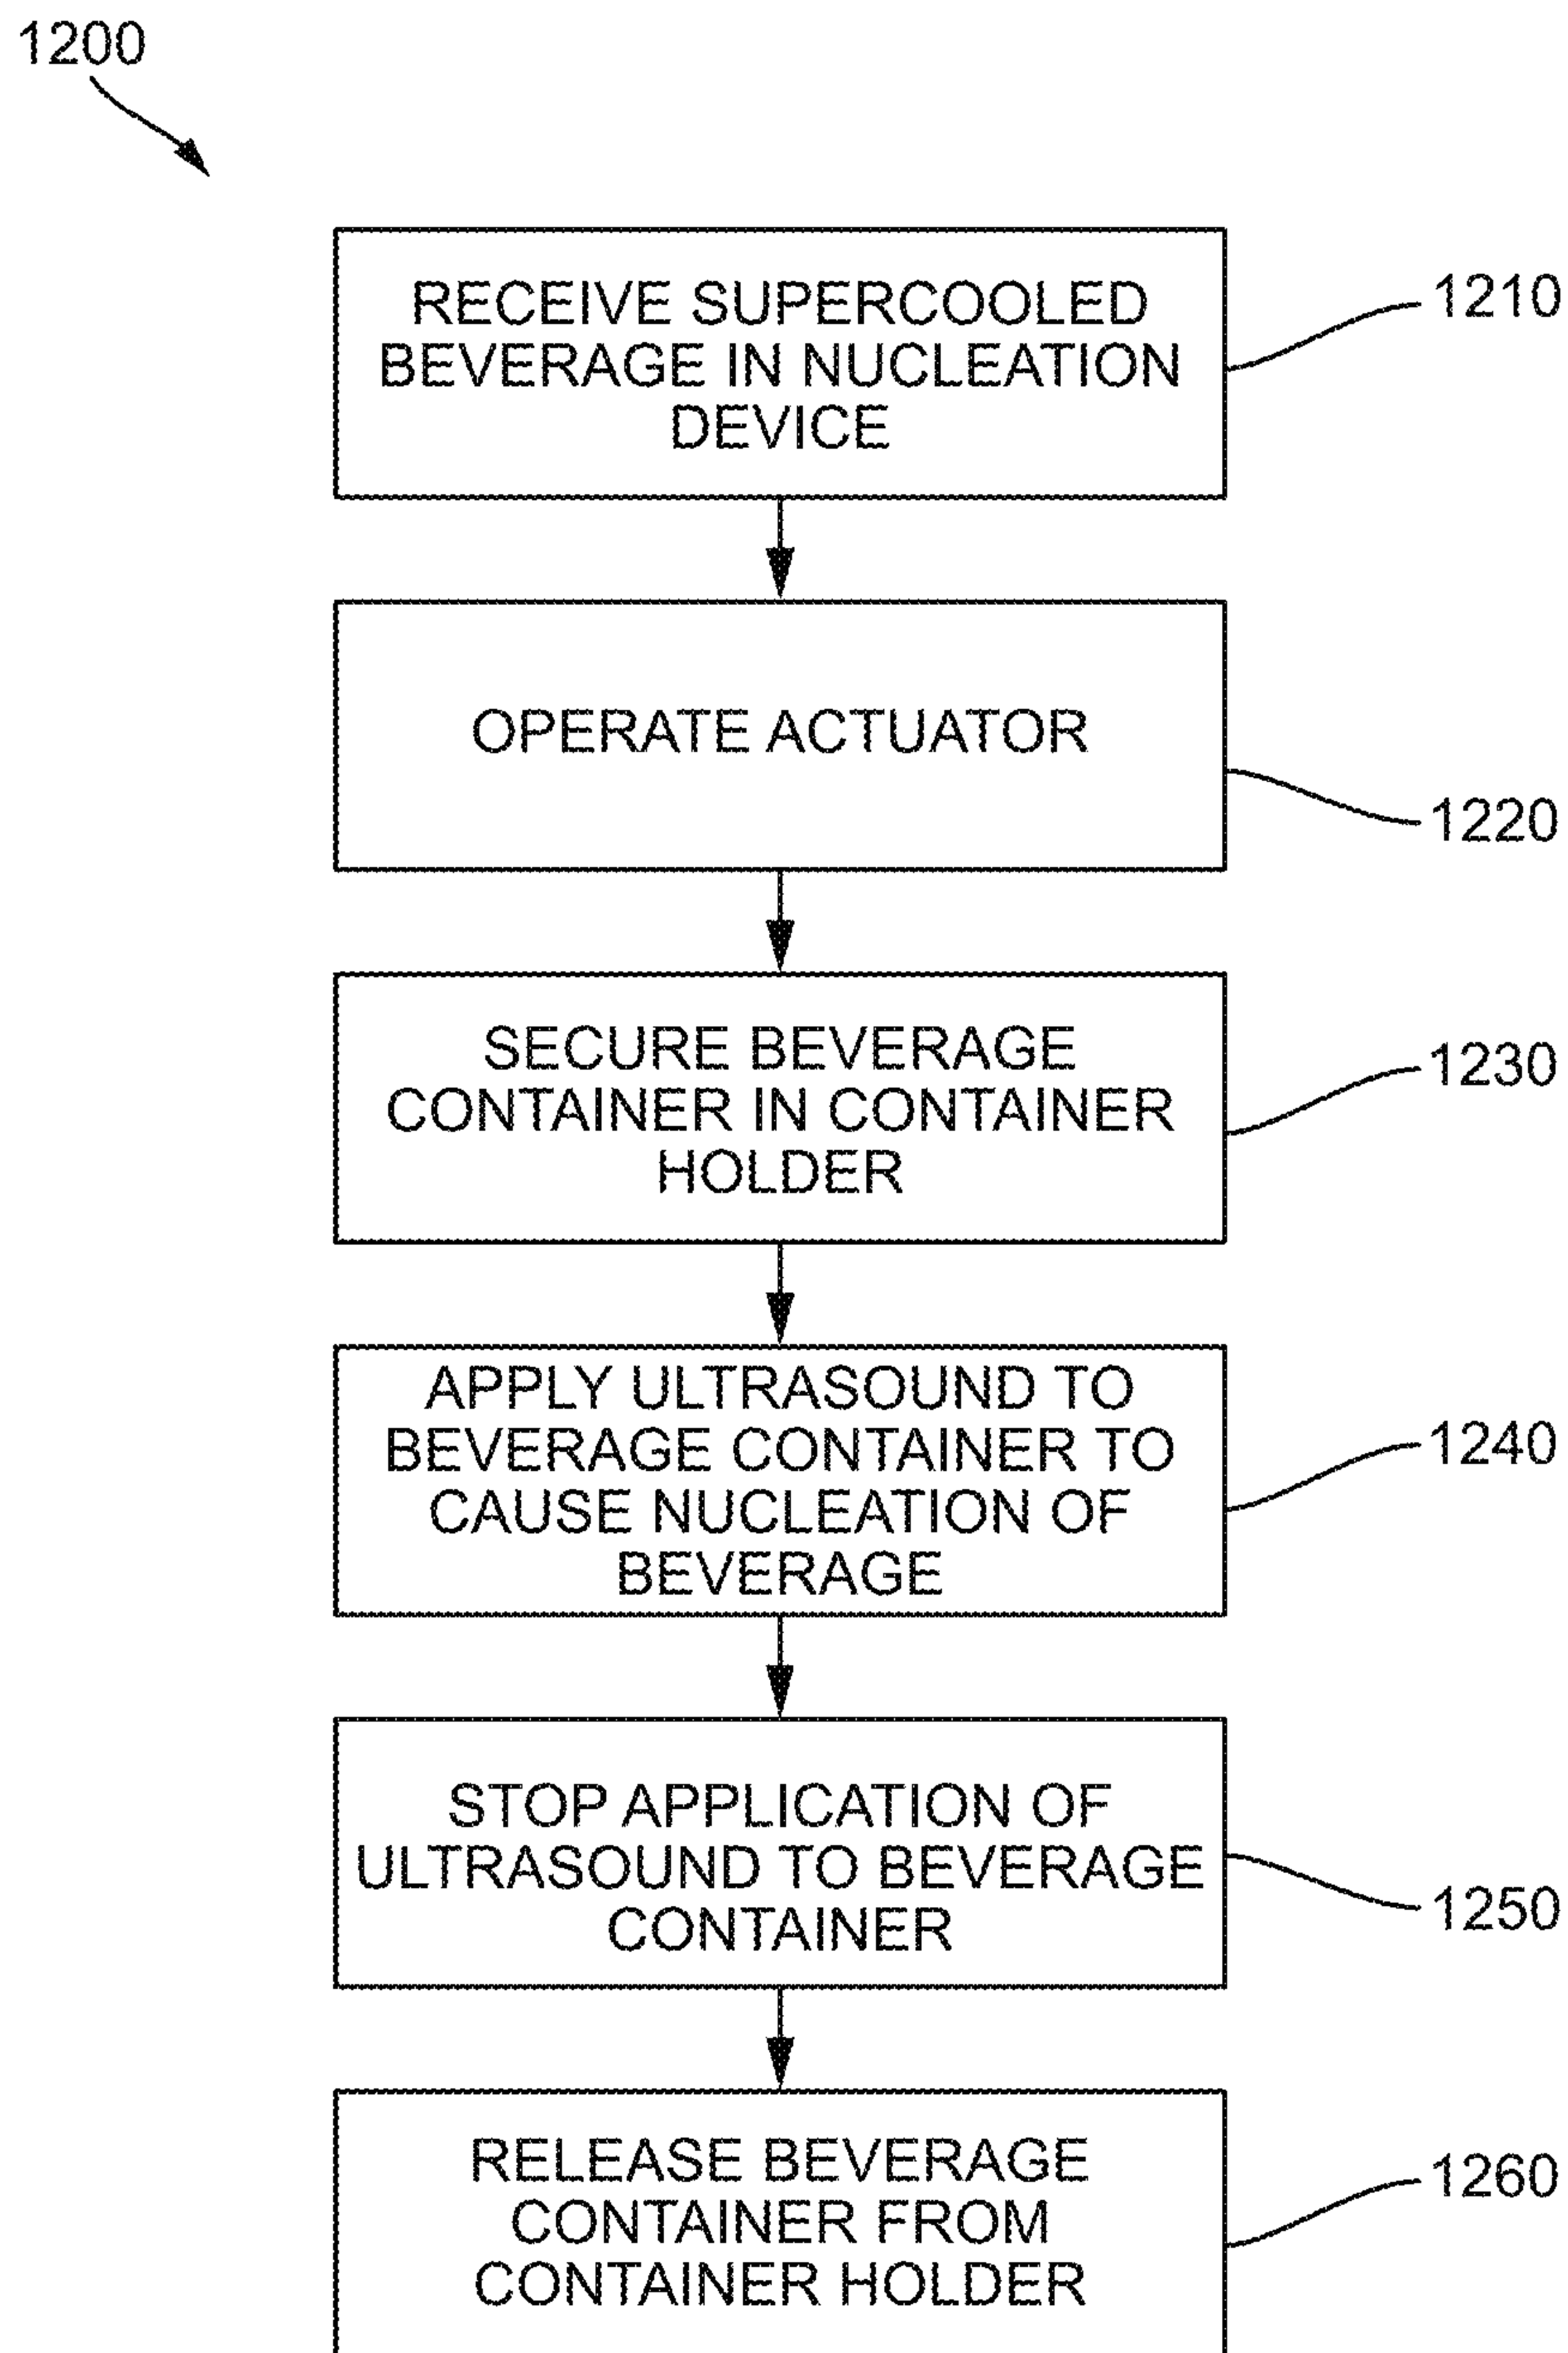 1200
RECEIVE SUPERCOOLED
BEVERAGE IN NUCLEATION
DEVICE
1210
OPERATE ACTUATOR
1220
SECURE BEVERAGE
CONTAINER IN CONTAINER
HOLDER
1230
APPLY ULTRASOUND TO
BEVERAGE CONTAINER TO
CAUSE NUCLEATION OF
BEVERAGE
1240
STOP APPLICATION OF
ULTRASOUND TO BEVERAGE
CONTAINER
1250
RELEASE BEVERAGE
CONTAINER FROM
CONTAINER HOLDER
1260